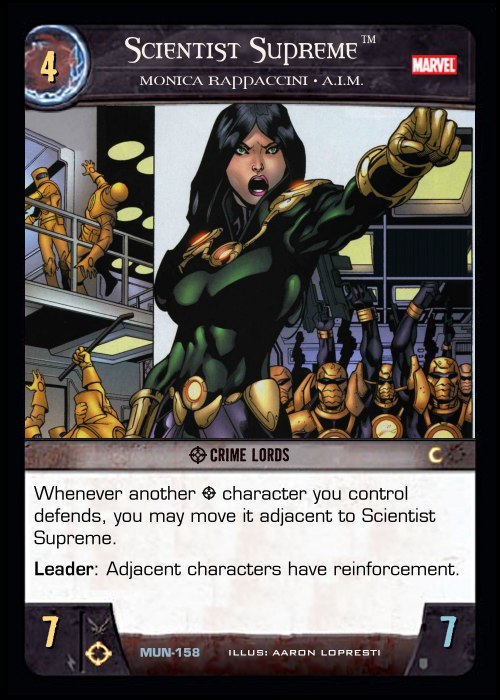 4
SCIENTIST SUPREME™
MONICA RAPPACCINI • A.I.M.
MARVEL
CRIME LORDS
C
Whenever another character you control
defends, you may move it adjacent to Scientist
Supreme.
Leader: Adjacent characters have reinforcement.
7
MUN-158 ILLUS: AARON LOPRESTI
7